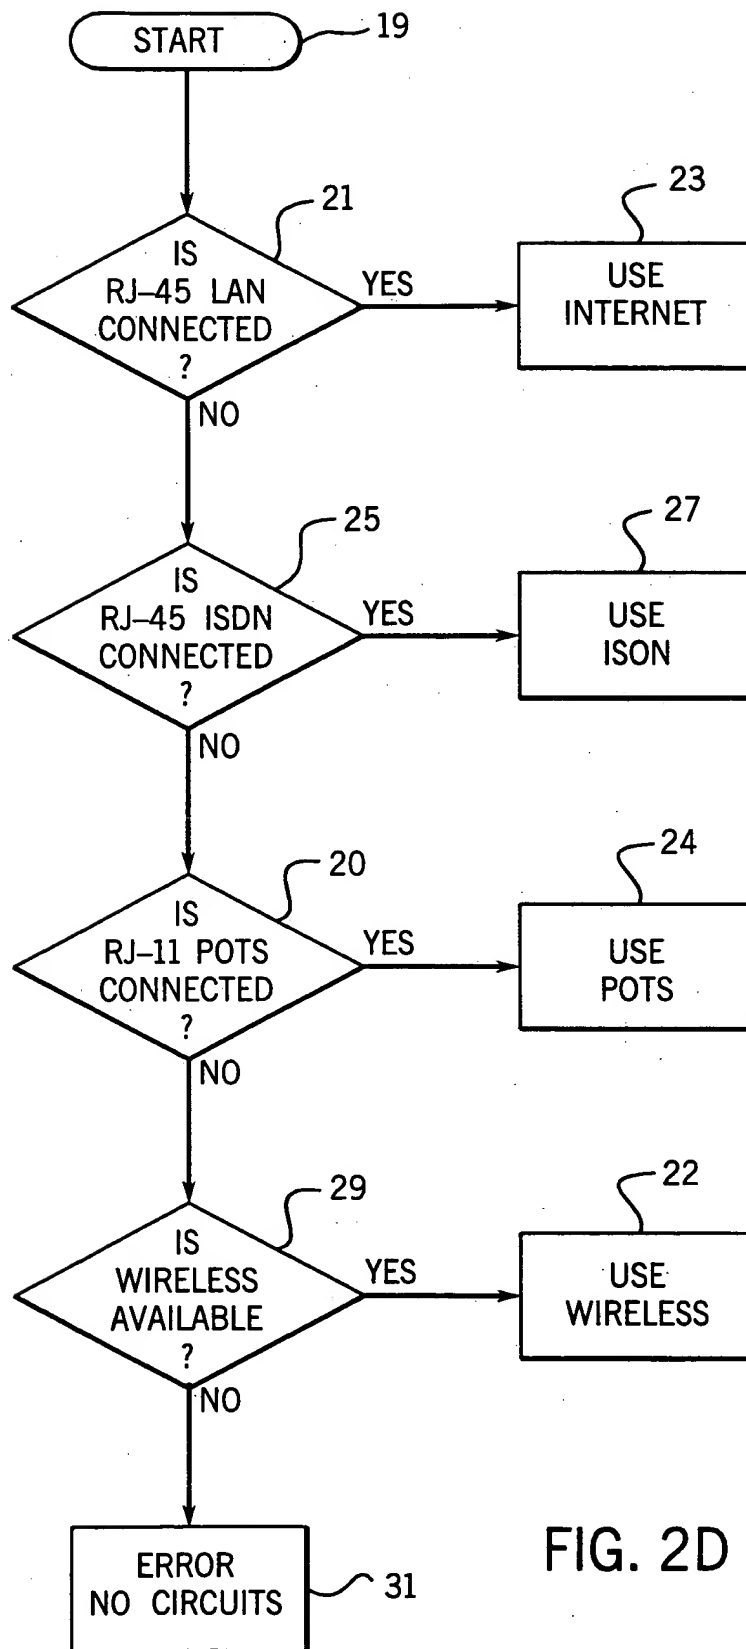 START
19
21
IS
RJ-45 LAN
CONNECTED
?
YES
NO
23
USE
INTERNET
25
IS
RJ-45 ISDN
CONNECTED
?
YES
NO
27
USE
ISON
20
IS
RJ-11 POTS
CONNECTED
?
YES
NO
24
USE
POTS
29
IS
WIRELESS
AVAILABLE
?
YES
NO
22
USE
WIRELESS
ERROR
NO CIRCUITS
31
FIG. 2D